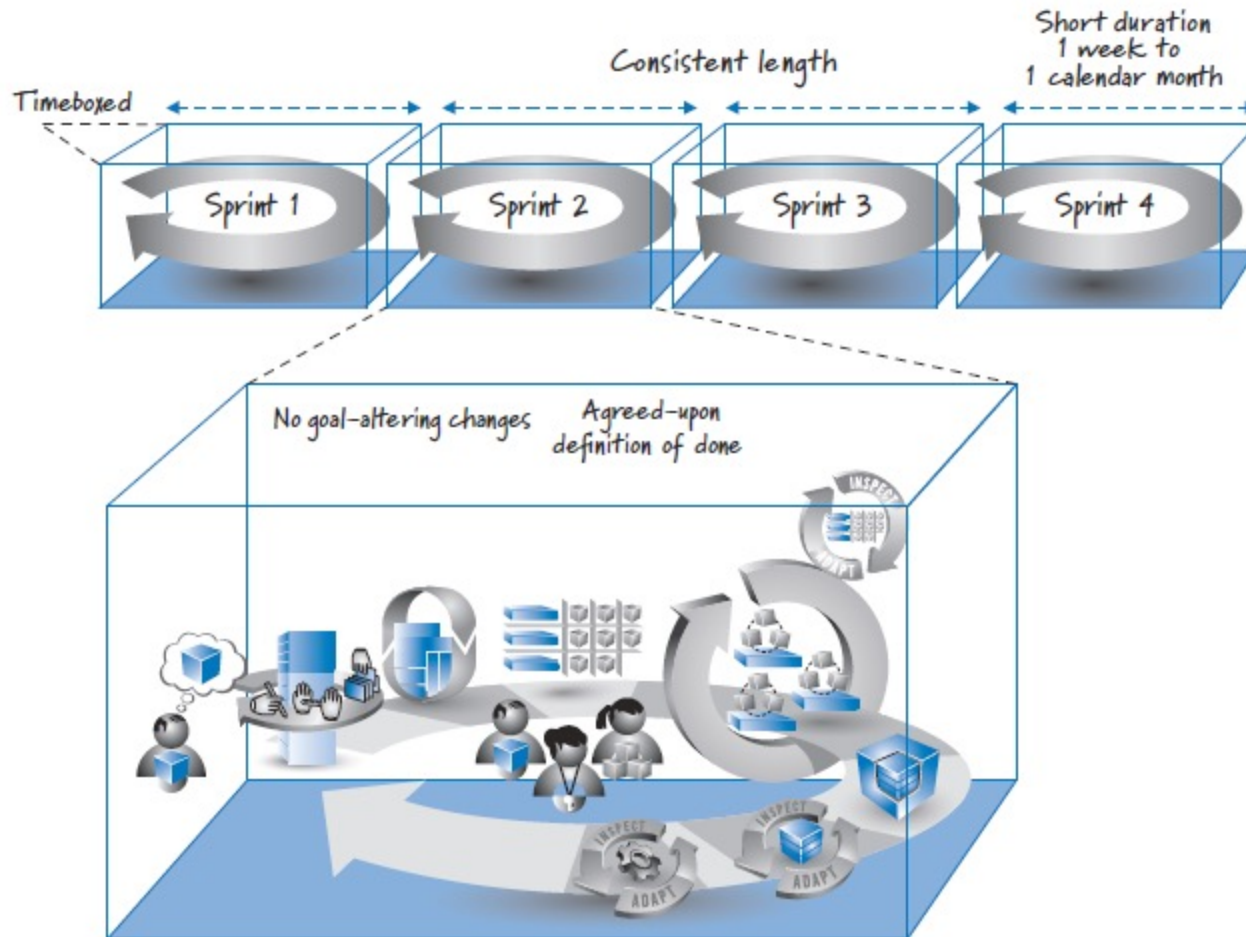 Short duration
1 week to
1 calendar month
Consistent length
Timeboxed
Sprint 1
Sprint 2
Sprint 3
Sprint 4
No goal-altering changes
Agreed-upon
definition of done
INSPECT
ADAPT
INSPECT
ADAPT
INSPECT
ADAPT